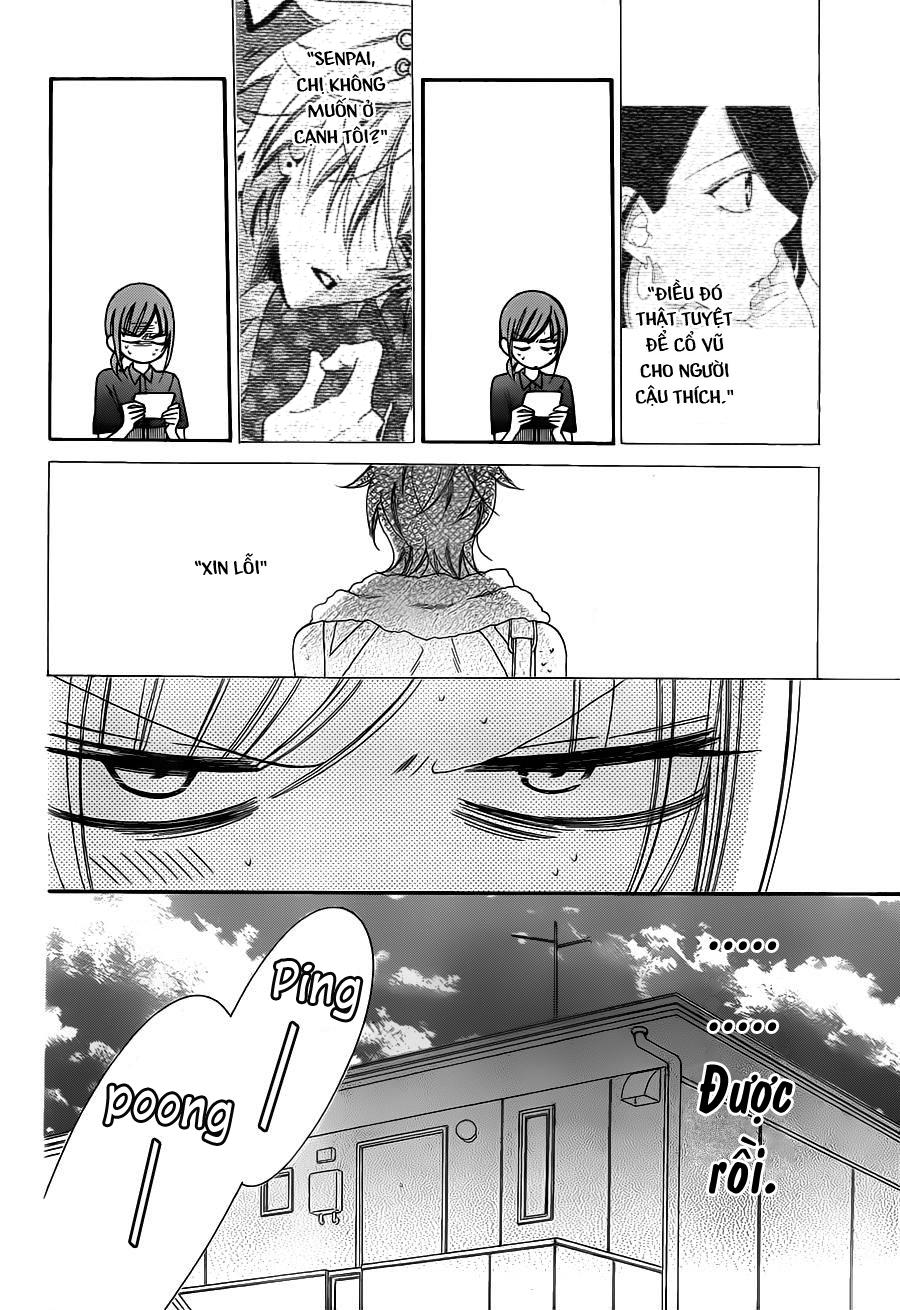 "ĐIỀU ĐÓ
THẬT TUYỆT
ĐỂ CỔ VŨ
CHO NGƯỜI
CẬU THÍCH."
"SENPAI,
CHỊ KHÔNG
MUỐN Ở
CẠNH TÔI?"
"XIN LỖI"
.....
.....
Được
rồi.
Ping
poong